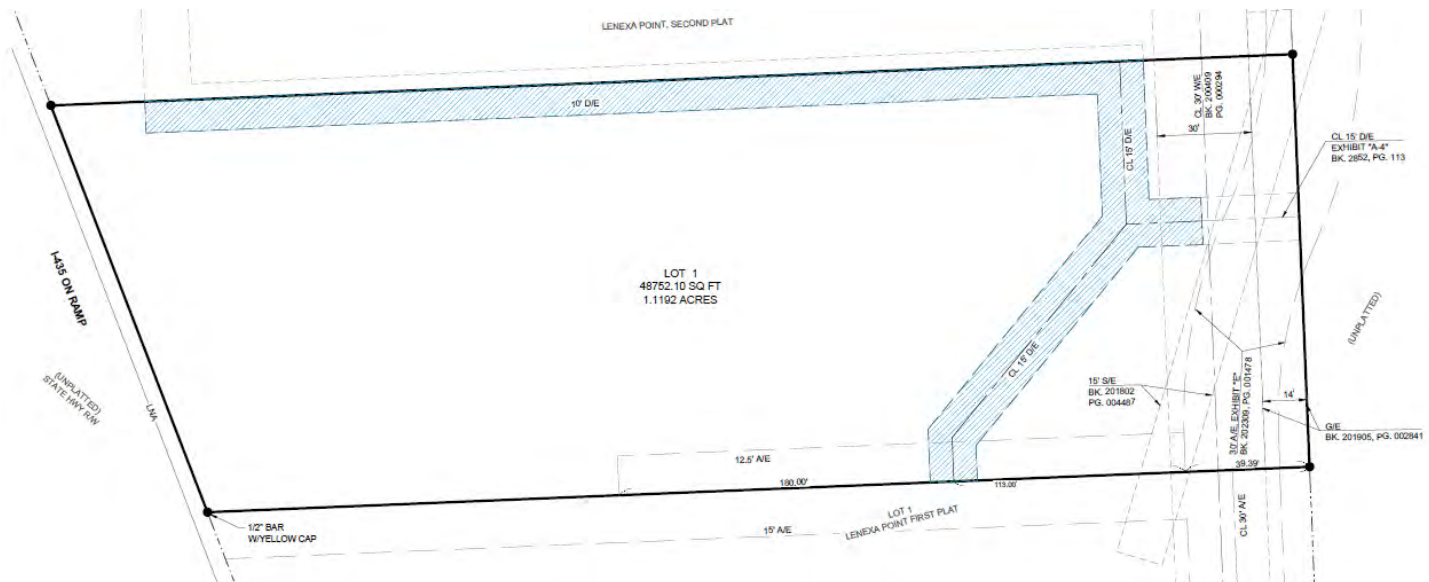 LENEXA POINT, SECOND PLAT
10' D/E
CL 30' W/E
BK. 200409
PG. 000294
30'
CL 15' D/E
CL 15' D/E
EXHIBIT "A-4"
BK. 2852, PG. 113
I-435 ON RAMP
LOT 1
48752.10 SQ FT
1.1192 ACRES
(UNPLATTED)
(UNPLATTED)
STATE HWY R/W
LNA
CL 15' D/E
15' S/E
BK. 201802
PG. 004487
30' A/E, EXHIBIT "E"
BK. 202309, PG. 001478
14'
G/E
BK. 201905, PG. 002841
12.5' A/E
180.00'
113.00'
39.39'
1/2" BAR
W/YELLOW CAP
15' A/E
LOT 1
LENEXA POINT FIRST PLAT
CL 30' A/E